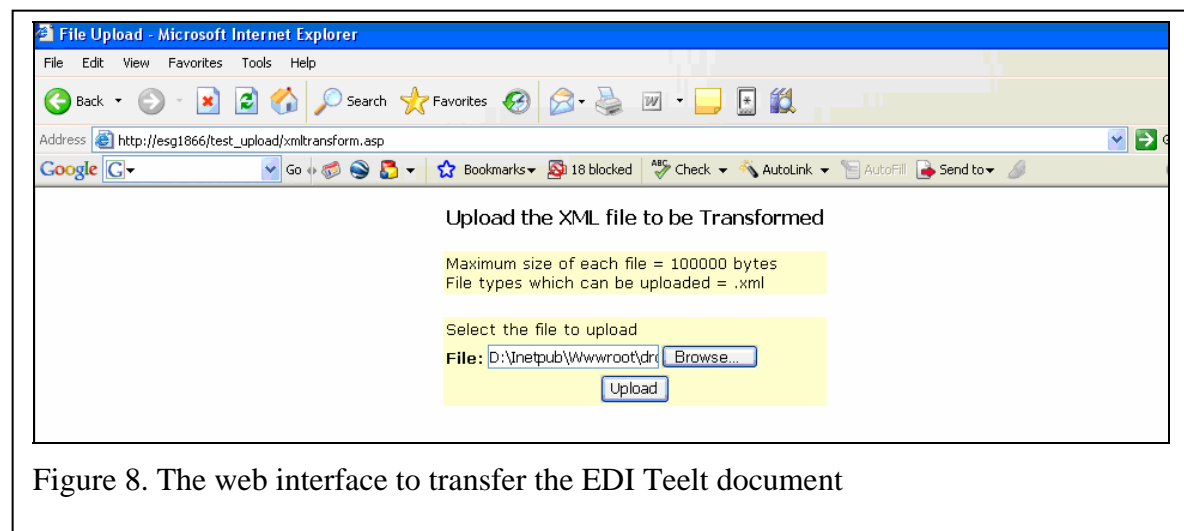 File Upload - Microsoft Internet Explorer
File Edit View Favorites Tools Help
Back Search Favorites
Address http://esg1866/test_upload/xmltransform.asp
Google G Go Bookmarks 18 blocked ABC Check AutoLink AutoFill Send to
Upload the XML file to be Transformed
Maximum size of each file = 100000 bytes
File types which can be uploaded = .xml
Select the file to upload
File: D:\Inetpub\Wwwroot\dr Browse...
Upload
Figure 8. The web interface to transfer the EDI Teelt document